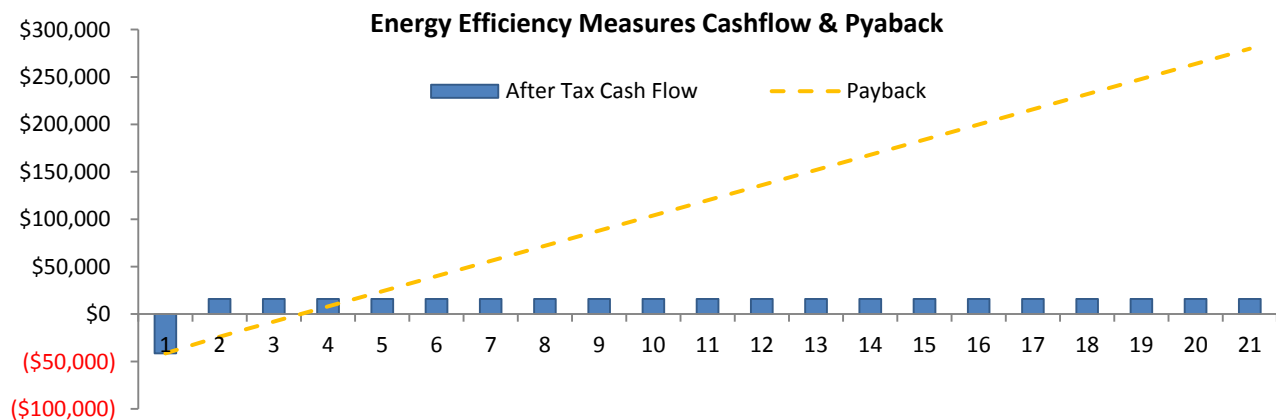 Energy Efficiency Measures Cashflow & Pyaback
After Tax Cash Flow
Payback
$300,000
$250,000
$200,000
$150,000
$100,000
$50,000
$0
($50,000)
($100,000)
1 2 3 4 5 6 7 8 9 10 11 12 13 14 15 16 17 18 19 20 21